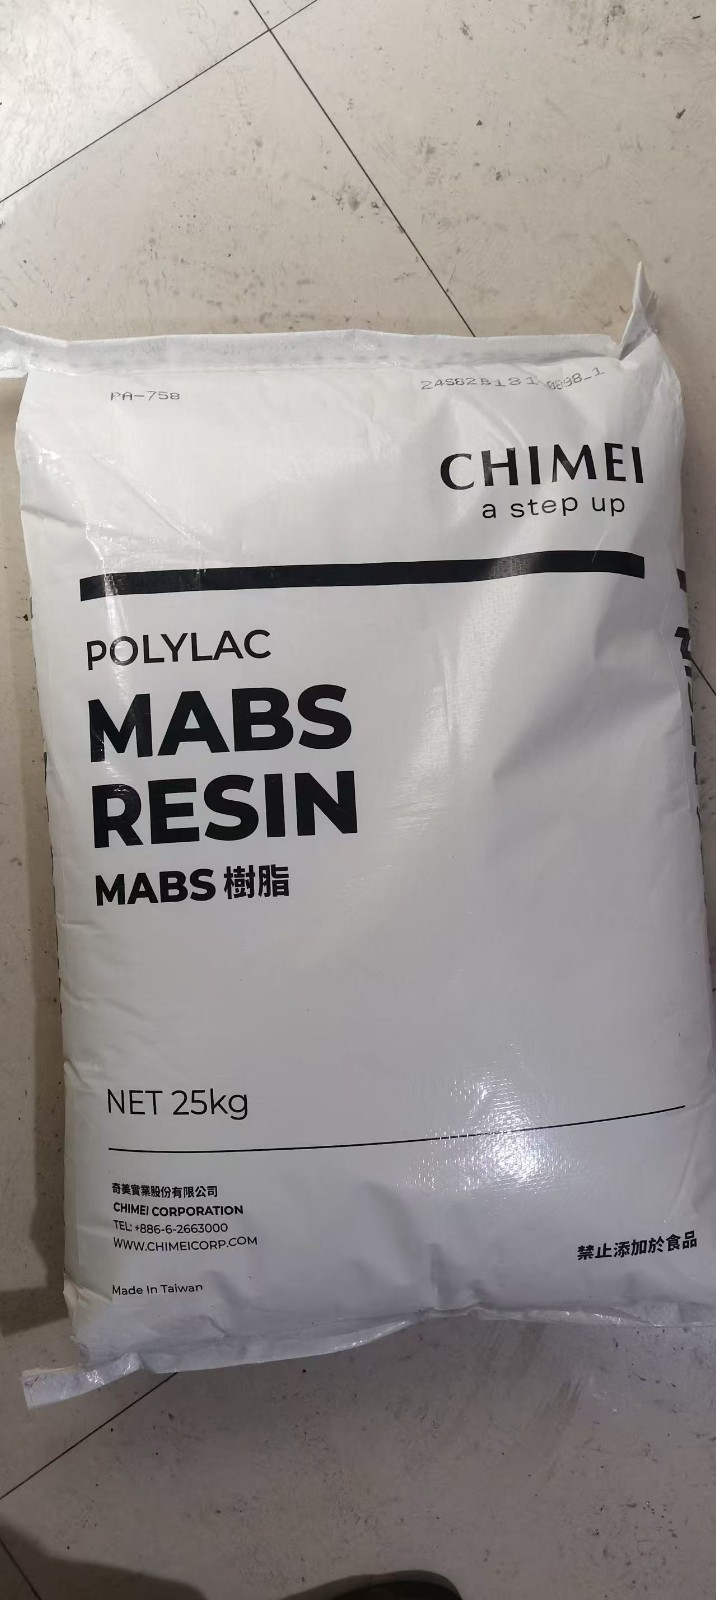 PA-758
CHIMEI
a step up
POLYLAC
MABS
RESIN
MABS 樹脂
NET 25kg
奇美實業股份有限公司
CHIMEI CORPORATION
TEL: +886-6-2663000
WWW.CHIMEICORP.COM
禁止添加於食品
Made In Taiwan